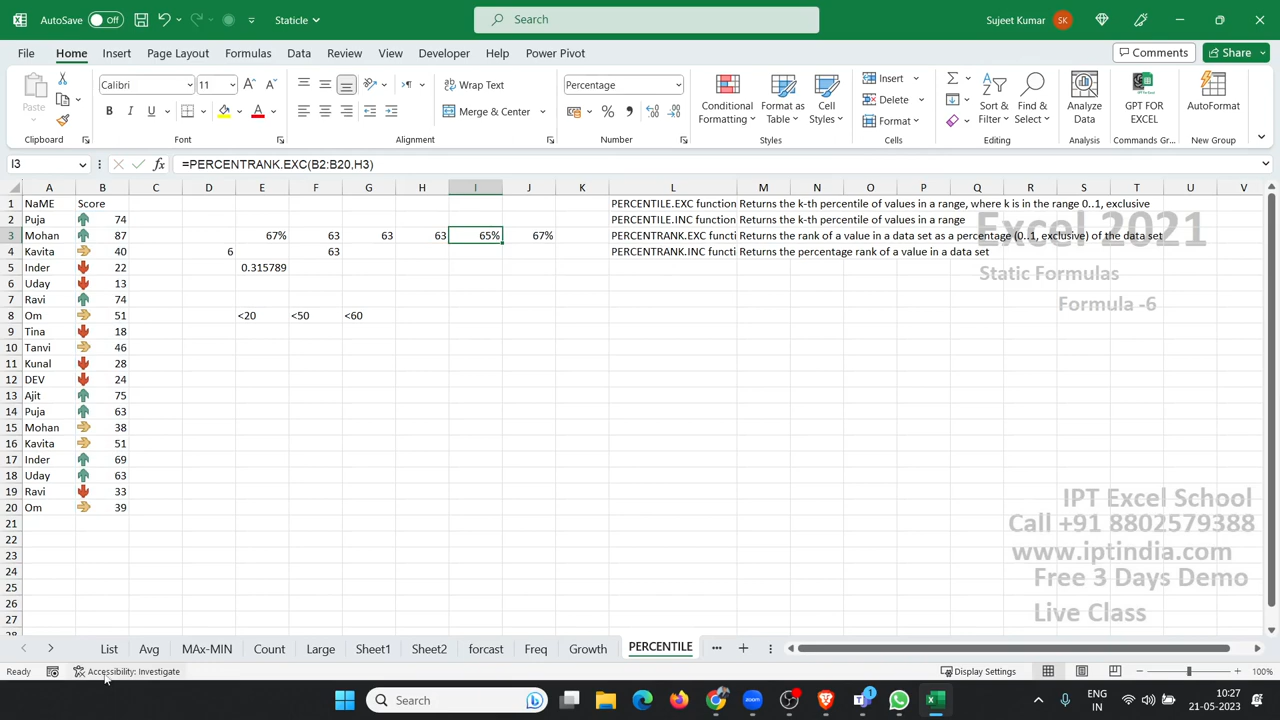 AutoSave Off Staticle Search Sujeet Kumar SK
File Home Insert Page Layout Formulas Data Review View Developer Help Power Pivot Comments Share
Paste Calibri 11 Wrap Text Percentage Conditional Formatting Format as Table Cell Styles Insert Sort & Filter Find & Select Analyze Data GPT FOR EXCEL AutoFormat
B I U Merge & Center Delete
Format
Clipboard Font Alignment Number Styles Cells Editing Analysis Commands Gr... New Group
I3 =PERCENTRANK.EXC(B2:B20,H3)
A B C D E F G H I J K L M N O P Q R S T U V
1 NaME Score PERCENTILE.EXC function Returns the k-th percentile of values in a range, where k is in the range 0..1, exclusive
2 Puja 74 PERCENTILE.INC function Returns the k-th percentile of values in a range
3 Mohan 87 67% 63 63 63 65% 67% PERCENTRANK.EXC functi Returns the rank of a value in a data set as a percentage (0..1, exclusive) of the data set
4 Kavita 40 6 63 PERCENTRANK.INC functi Returns the percentage rank of a value in a data set
5 Inder 22 0.315789
6 Uday 13
7 Ravi 74
8 Om 51 <20 <50 <60
9 Tina 18
10 Tanvi 46
11 Kunal 28
12 DEV 24
13 Ajit 75
14 Puja 63
15 Mohan 38
16 Kavita 51
17 Inder 69
18 Uday 63
19 Ravi 33
20 Om 39
21
22
23
24
25
26
27
28
Excel 2021
Static Formulas
Formula -6
IPT Excel School
Call +91 8802579388
www.iptindia.com
Free 3 Days Demo
Live Class
List Avg MAX-MIN Count Large Sheet1 Sheet2 forcast Freq Growth PERCENTILE
Ready Accessibility: Investigate Display Settings 100%
Search ENG IN 10:27 21-05-2023